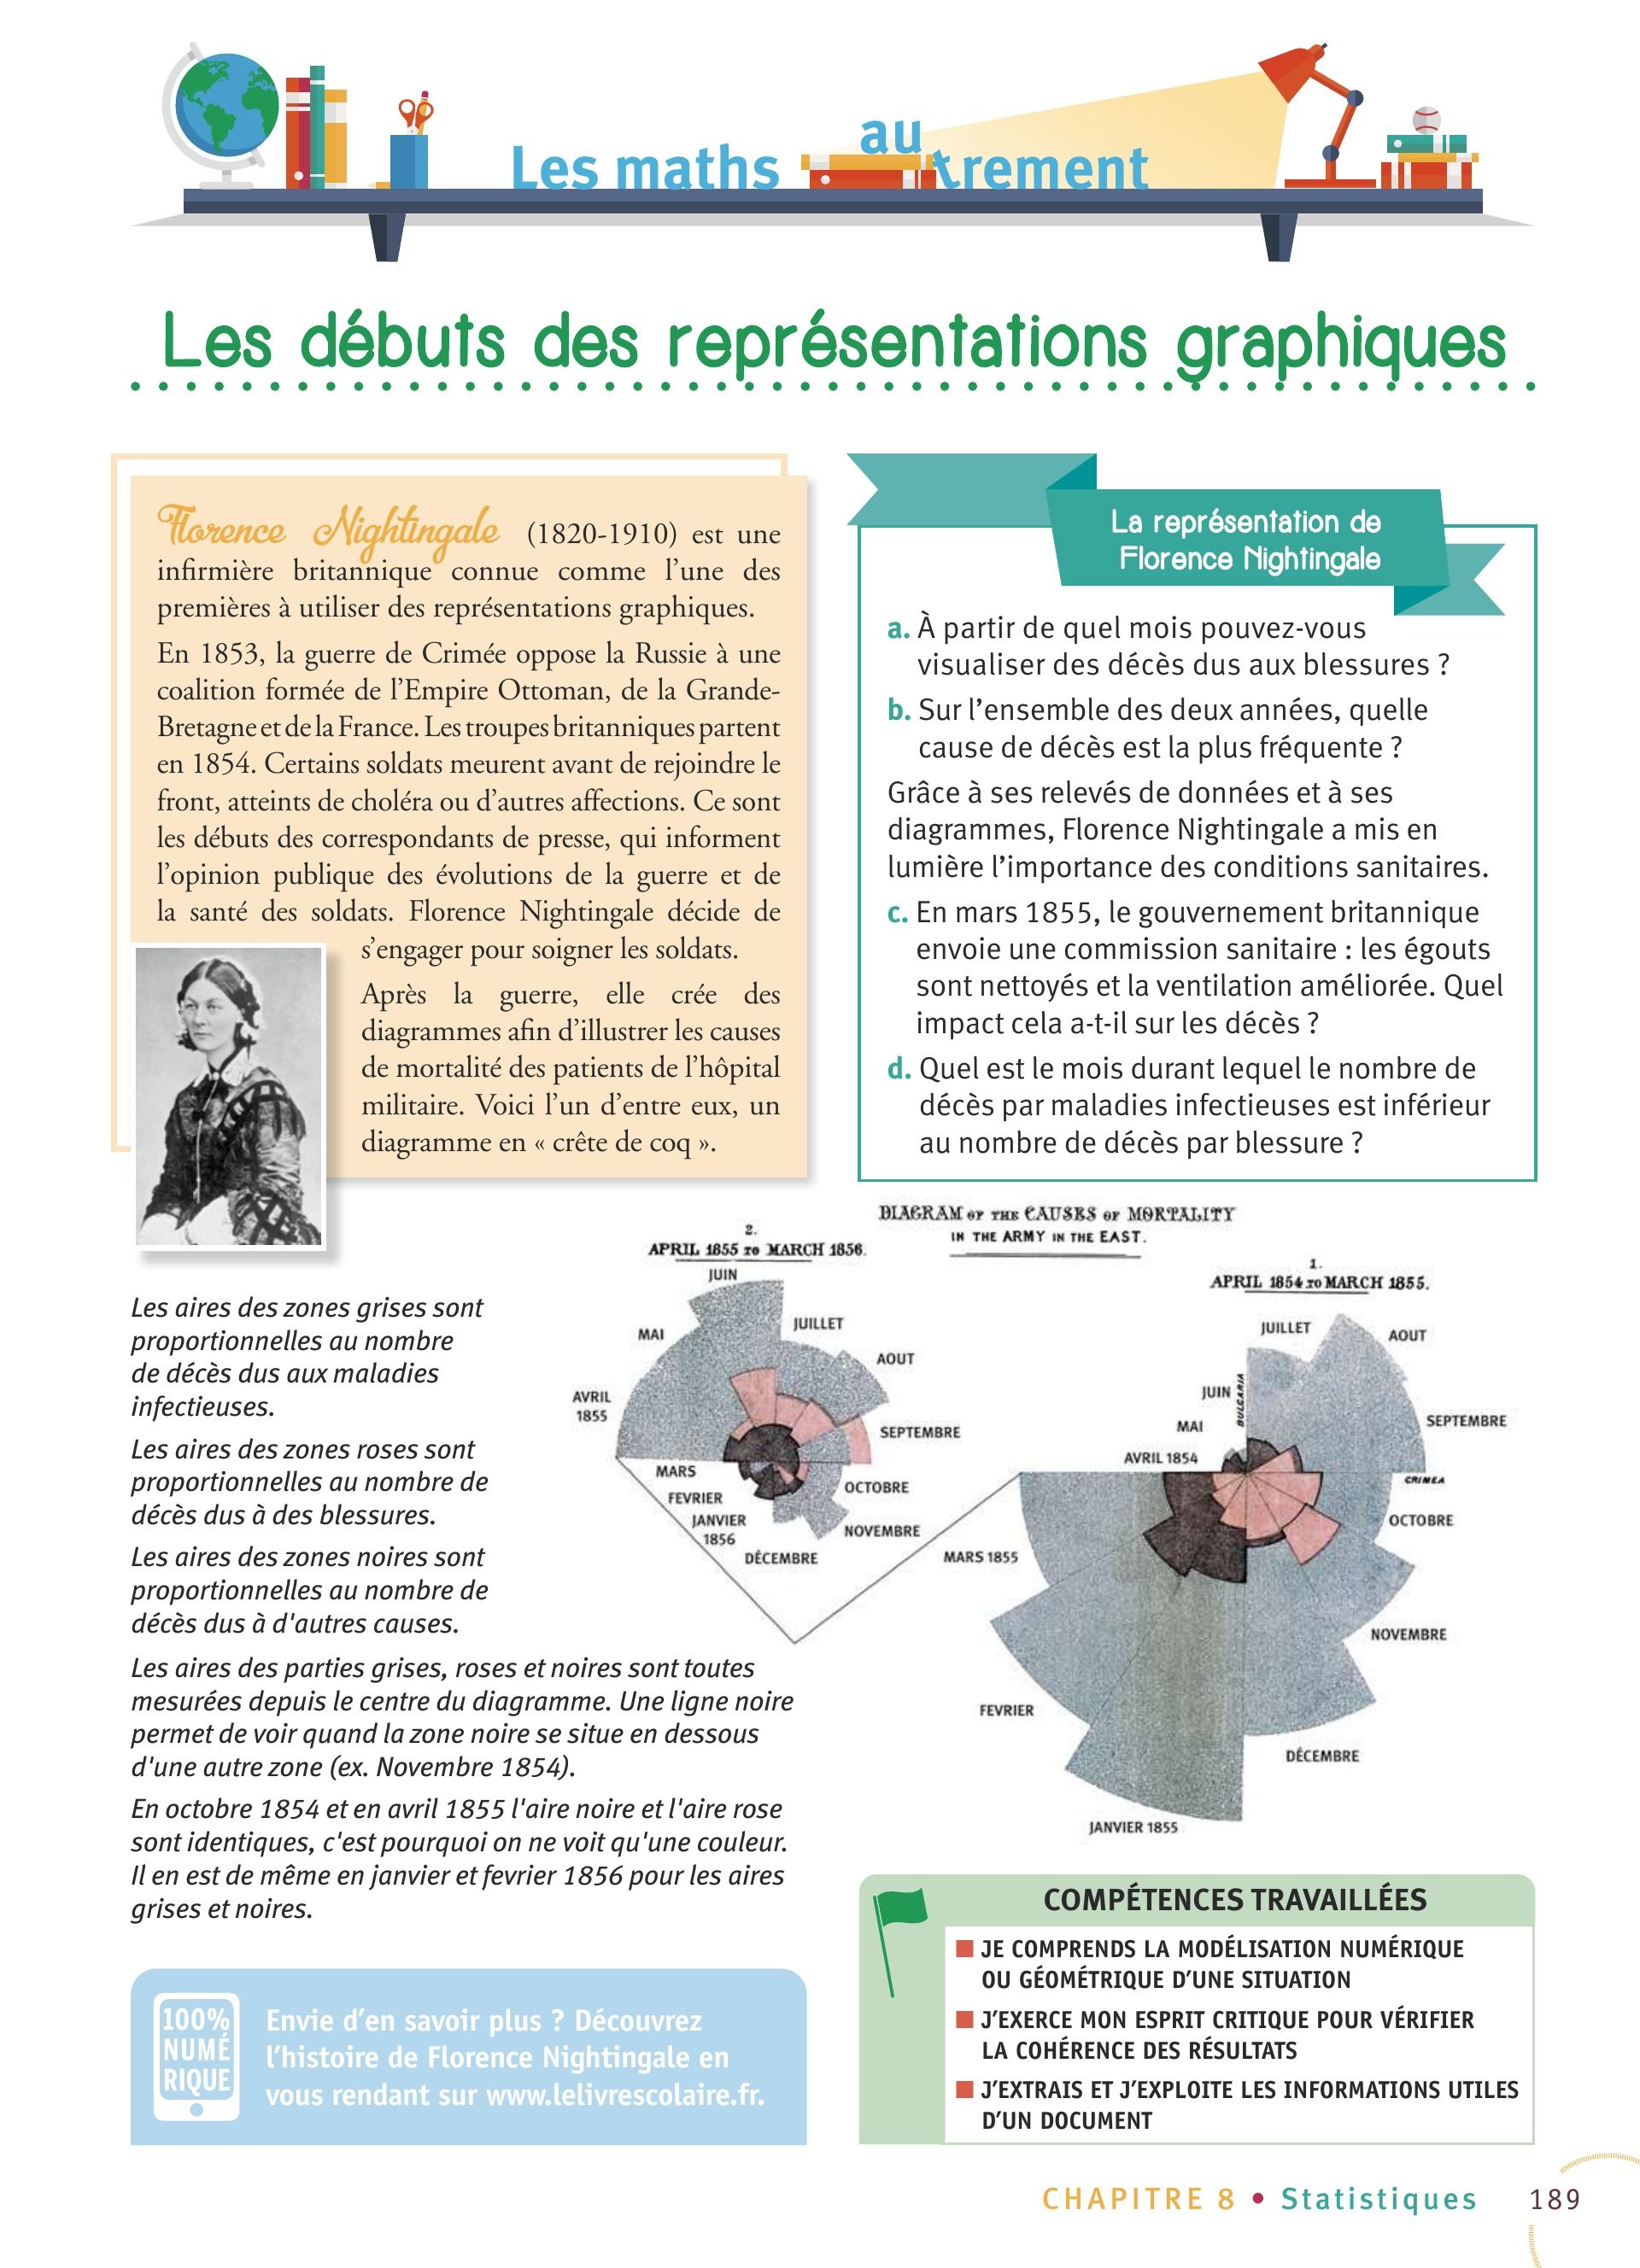 Les maths autrement
Les débuts des représentations graphiques
Florence Nightingale (1820-1910) est une
infirmière britannique connue comme l'une des
premières à utiliser des représentations graphiques.
En 1853, la guerre de Crimée oppose la Russie à une
coalition formée de l'Empire Ottoman, de la Grande-
Bretagne et de la France. Les troupes britanniques partent
en 1854. Certains soldats meurent avant de rejoindre le
front, atteints de choléra ou d'autres affections. Ce sont
les débuts des correspondants de presse, qui informent
l'opinion publique des évolutions de la guerre et de
la santé des soldats. Florence Nightingale décide de
s'engager pour soigner les soldats.
Après la guerre, elle crée des
diagrammes afin d'illustrer les causes
de mortalité des patients de l'hôpital
militaire. Voici l'un d'entre eux, un
diagramme en « crête de coq ».
La représentation de
Florence Nightingale
a. À partir de quel mois pouvez-vous
visualiser des décès dus aux blessures ?
b. Sur l'ensemble des deux années, quelle
cause de décès est la plus fréquente ?
Grâce à ses relevés de données et à ses
diagrammes, Florence Nightingale a mis en
lumière l'importance des conditions sanitaires.
c. En mars 1855, le gouvernement britannique
envoie une commission sanitaire : les égouts
sont nettoyés et la ventilation améliorée. Quel
impact cela a-t-il sur les décès ?
d. Quel est le mois durant lequel le nombre de
décès par maladies infectieuses est inférieur
au nombre de décès par blessure ?
DIAGRAM OF THE CAUSES OF MORTALITY
IN THE ARMY IN THE EAST.
2.
APRIL 1855 TO MARCH 1856.
JUIN
JUILLET
MAI
AOUT
AVRIL
1855
SEPTEMBRE
MARS
OCTOBRE
FEVRIER
JANVIER
1856
NOVEMBRE
DÉCEMBRE
1.
APRIL 1854 TO MARCH 1855.
JUILLET
AOUT
JUIN
BULGARIA
MAI
SEPTEMBRE
AVRIL 1854
CRIMEA
OCTOBRE
MARS 1855
NOVEMBRE
FEVRIER
DÉCEMBRE
JANVIER 1855
Les aires des zones grises sont
proportionnelles au nombre
de décès dus aux maladies
infectieuses.
Les aires des zones roses sont
proportionnelles au nombre de
décès dus à des blessures.
Les aires des zones noires sont
proportionnelles au nombre de
décès dus à d'autres causes.
Les aires des parties grises, roses et noires sont toutes
mesurées depuis le centre du diagramme. Une ligne noire
permet de voir quand la zone noire se situe en dessous
d'une autre zone (ex. Novembre 1854).
En octobre 1854 et en avril 1855 l'aire noire et l'aire rose
sont identiques, c'est pourquoi on ne voit qu'une couleur.
Il en est de même en janvier et fevrier 1856 pour les aires
grises et noires.
100%
NUMÉ
RIQUE
Envie d'en savoir plus ? Découvrez
l'histoire de Florence Nightingale en
vous rendant sur www.lelivrescolaire.fr.
COMPÉTENCES TRAVAILLÉES
JE COMPRENDS LA MODÉLISATION NUMÉRIQUE
OU GÉOMÉTRIQUE D'UNE SITUATION
J'EXERCE MON ESPRIT CRITIQUE POUR VÉRIFIER
LA COHÉRENCE DES RÉSULTATS
J'EXTRAIS ET J'EXPLOITE LES INFORMATIONS UTILES
D'UN DOCUMENT
CHAPITRE 8 • Statistiques 189